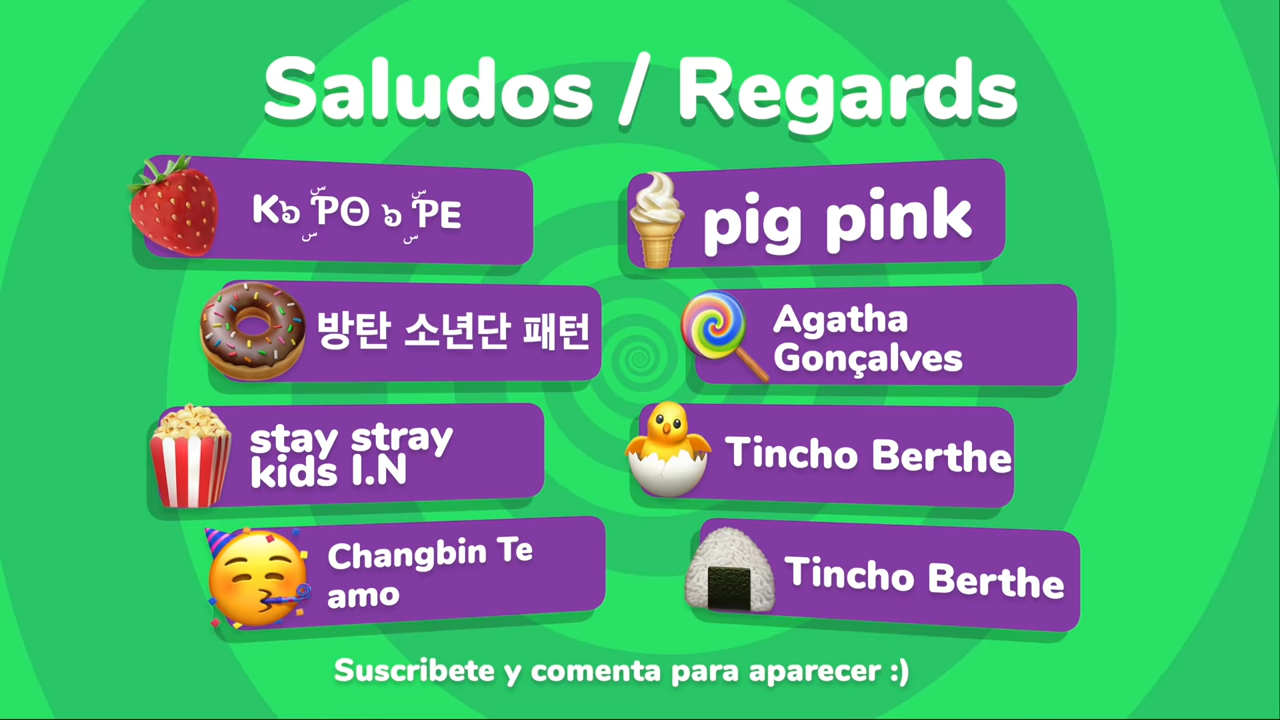 Saludos / Regards
pig pink
방탄 소년단 패턴
Agatha
Gonçalves
stay stray
kids I.N
Tincho Berthe
Changbin Te
amo
Tincho Berthe
Suscribete y comenta para aparecer :)